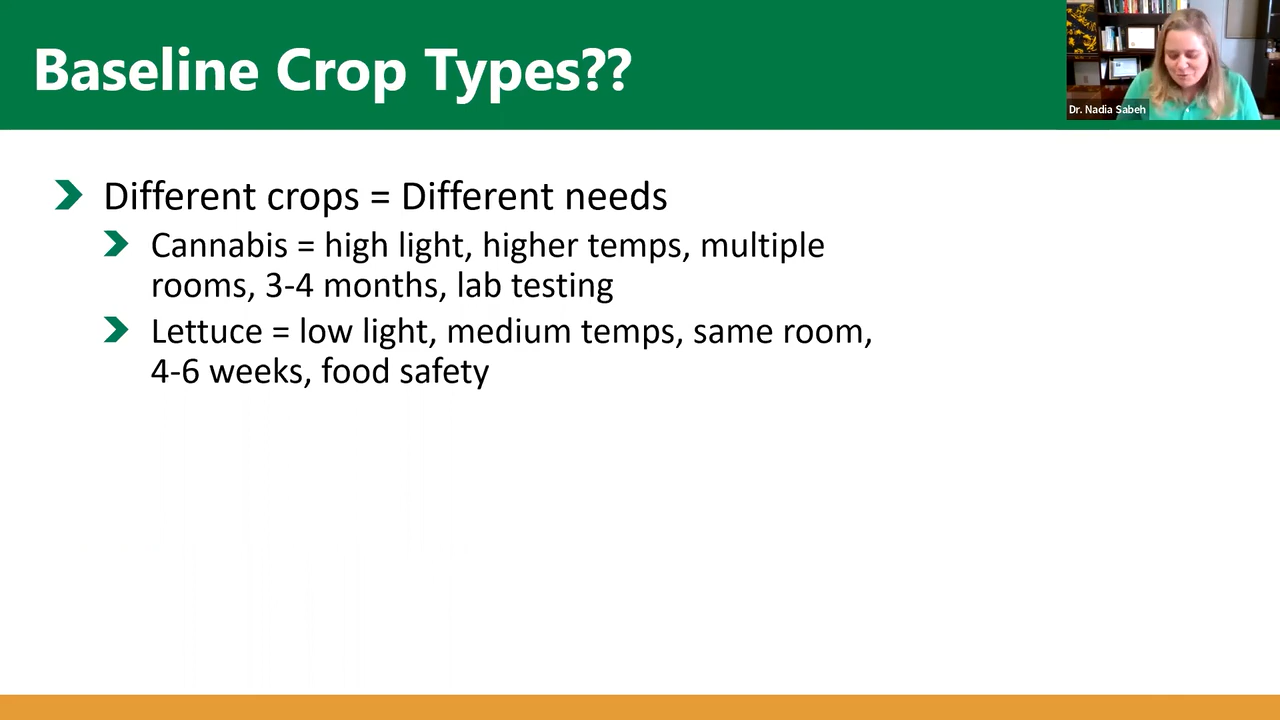 Baseline Crop Types??
Dr. Nadia Sabeh
Different crops = Different needs
Cannabis = high light, higher temps, multiple
rooms, 3-4 months, lab testing
Lettuce = low light, medium temps, same room,
4-6 weeks, food safety